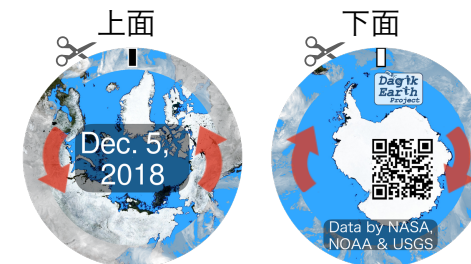 上面
下面
Dec. 5,
2018
Dagik
Earth
Project
Data by NASA,
NOAA & USGS